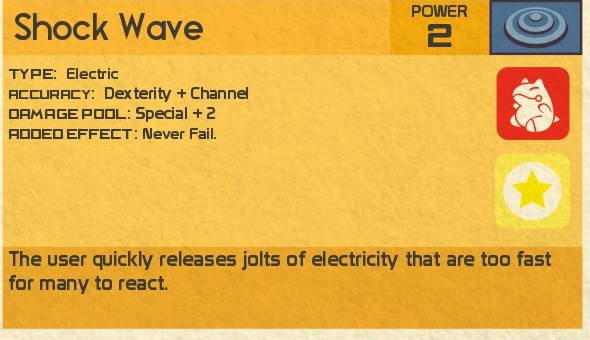 Shock Wave
POWER
2
TYPE: Electric
ACCURACY: Dexterity + Channel
DAMAGE POOL: Special + 2
ADDED EFFECT: Never Fail.
The user quickly releases jolts of electricity that are too fast
for many to react.